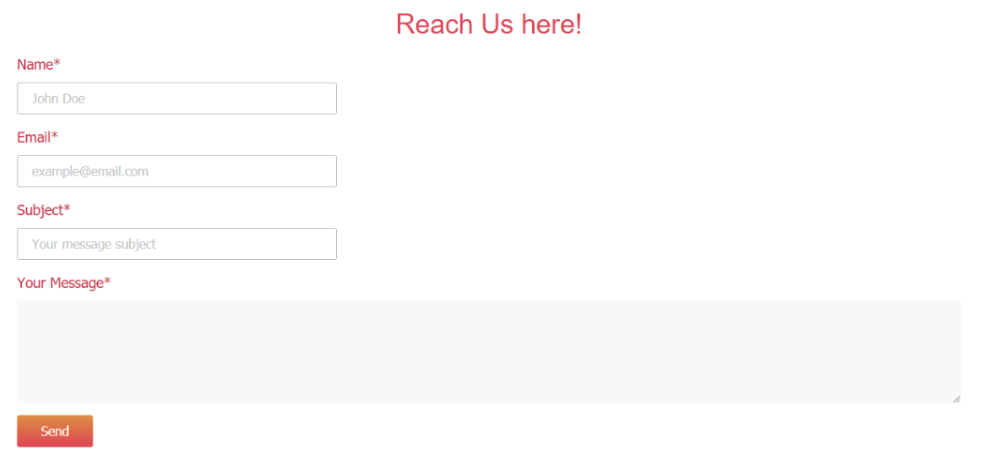 Reach Us here!
Name*
John Doe
Email*
example@email.com
Subject*
Your message subject
Your Message*
Send